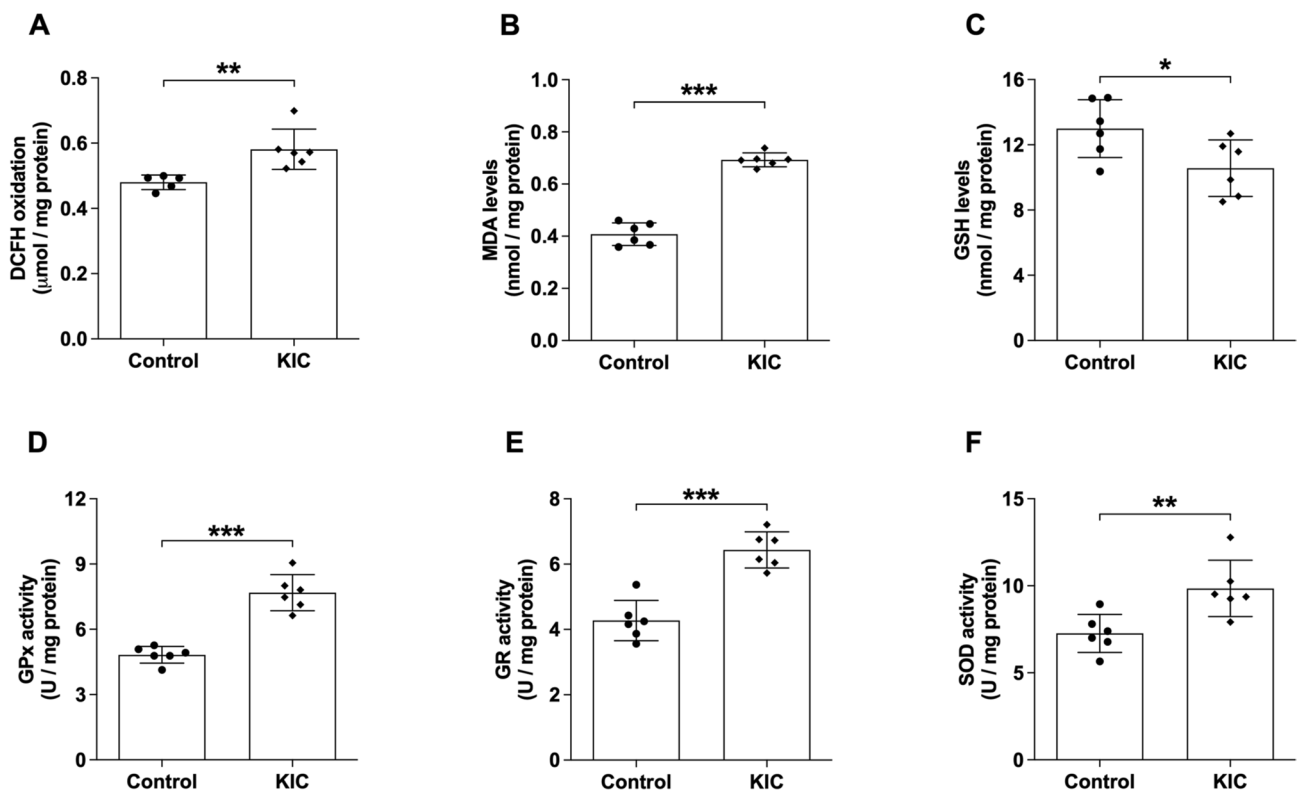 A
DCFH oxidation
(μmol / mg protein)
0.8
0.6
0.4
0.2
0.0
**
Control
KIC
B
MDA levels
(nmol / mg protein)
1.0
0.8
0.6
0.4
0.2
0.0
***
Control
KIC
C
GSH levels
(nmol / mg protein)
16
12
8
4
0
*
Control
KIC
D
GPx activity
(U / mg protein)
12
9
6
3
0
***
Control
KIC
E
GR activity
(U / mg protein)
8
6
4
2
0
***
Control
KIC
F
SOD activity
(U / mg protein)
15
10
5
0
**
Control
KIC